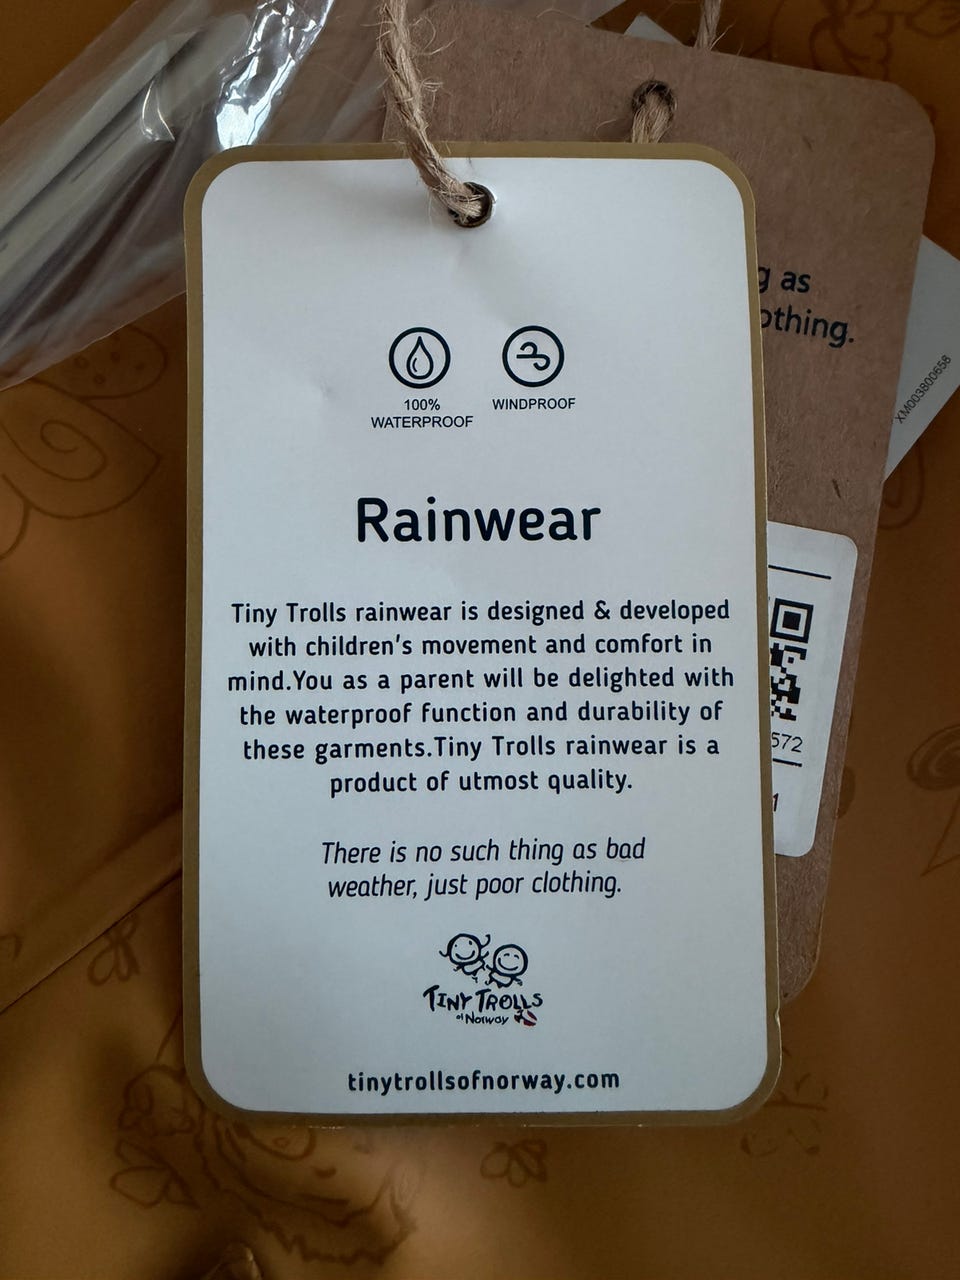 g as
othing.
XM003800658
100%
WATERPROOF
WINDPROOF
Rainwear
Tiny Trolls rainwear is designed & developed
with children's movement and comfort in
mind.You as a parent will be delighted with
the waterproof function and durability of
these garments.Tiny Trolls rainwear is a
product of utmost quality.
There is no such thing as bad
weather, just poor clothing.
TINY TROLLS
of Norway
tinytrollsofnorway.com
572
1